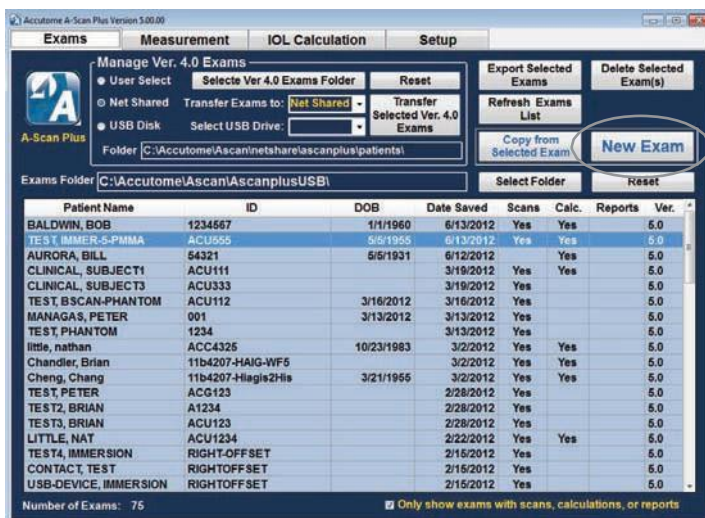 Accutome A-Scan Plus Version 5.00.00
Exams Measurement IOL Calculation Setup
Manage Ver. 4.0 Exams
User Select Selecte Ver 4.0 Exams Folder Reset
Net Shared Transfer Exams to: Net Shared Transfer Selected Ver. 4.0 Exams
USB Disk Select USB Drive:
Folder C:\Accutome\Ascan\netshare\ascanplus\patients\
A-Scan Plus
Export Selected Exams
Delete Selected Exam(s)
Refresh Exams List
Copy from Selected Exam
New Exam
Exams Folder C:\Accutome\Ascan\AscanplusUSB\ Select Folder Reset
Patient Name ID DOB Date Saved Scans Calc. Reports Ver.
BALDWIN, BOB 1234567 1/1/1960 6/13/2012 Yes Yes 5.0
TEST, IMMER-5-PMMA ACU555 5/5/1955 6/13/2012 Yes Yes 5.0
AURORA, BILL 54321 5/5/1931 6/12/2012 Yes 5.0
CLINICAL, SUBJECT1 ACU111 3/19/2012 Yes Yes 5.0
CLINICAL, SUBJECT3 ACU333 3/19/2012 Yes 5.0
TEST, BSCAN-PHANTOM ACU112 3/16/2012 3/16/2012 Yes 5.0
MANAGAS, PETER 001 3/13/2012 3/13/2012 Yes 5.0
TEST, PHANTOM 1234 3/13/2012 Yes 5.0
little, nathan ACC4325 10/23/1983 3/2/2012 Yes Yes 5.0
Chandler, Brian 11b4207-HAIG-WF5 3/2/2012 Yes Yes 5.0
Cheng, Chang 11b4207-Hiagis2His 3/21/1955 3/2/2012 Yes Yes 5.0
TEST, PETER ACG123 2/28/2012 Yes 5.0
TEST2, BRIAN A1234 2/28/2012 Yes 5.0
TEST3, BRIAN ACU123 2/28/2012 Yes 5.0
LITTLE, NAT ACU1234 2/22/2012 Yes Yes 5.0
TEST4, IMMERSION RIGHT-OFFSET 2/15/2012 Yes 5.0
CONTACT, TEST RIGHTOFFSET 2/15/2012 Yes 5.0
USB-DEVICE, IMMERSION RIGHTOFFSET 2/15/2012 Yes 5.0
Number of Exams: 75 Only show exams with scans, calculations, or reports